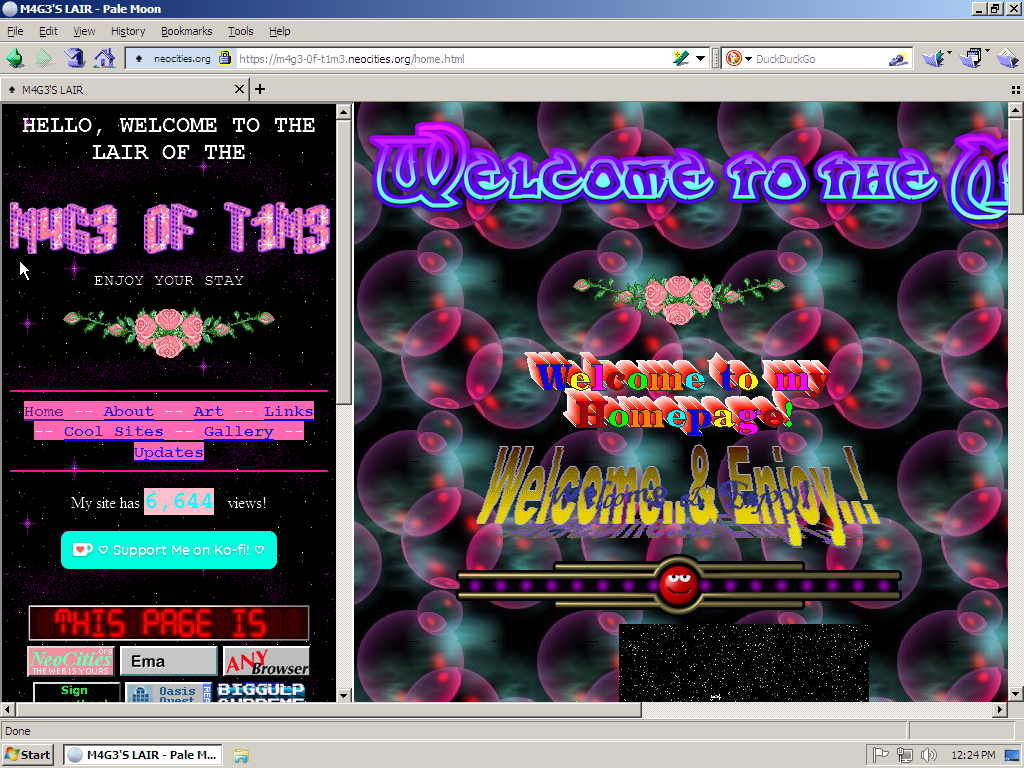 M4G3'S LAIR - Pale Moon
File Edit View History Bookmarks Tools Help
neocities.org https://m4g3-0f-t1m3.neocities.org/home.html DuckDuckGo
M4G3'S LAIR
HELLO, WELCOME TO THE
LAIR OF THE
M4G3 OF T1M3
ENJOY YOUR STAY
Home -- About -- Art -- Links
-- Cool Sites -- Gallery --
Updates
My site has 6,644 views!
♡ Support Me on Ko-fi! ♡
THIS PAGE IS
NeoCities.org
THE WEB IS YOURS
Ema
ANY Browser
Sign
Oasis
Quest
BIGGULP
SUPREME
Welcome to the
Welcome to my
Homepage!
Welcome..& Enjoy..!
Done
Start M4G3'S LAIR - Pale M... 12:24 PM